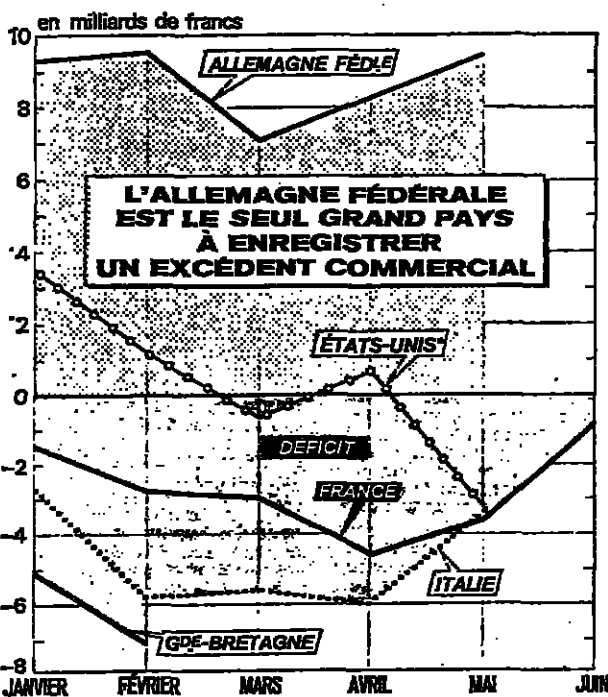 en milliards de francs
10
ALLEMAGNE FÉDLE
8
6
L'ALLEMAGNE FÉDÉRALE
EST LE SEUL GRAND PAYS
À ENREGISTRER
UN EXCÉDENT COMMERCIAL
4
2
ÉTATS-UNIS*
0
DEFICIT
-2
FRANCE
-4
ITALIE
-6
GDE-BRETAGNE
-8
JANVIER FÉVRIER MARS AVRIL MAI JUIN